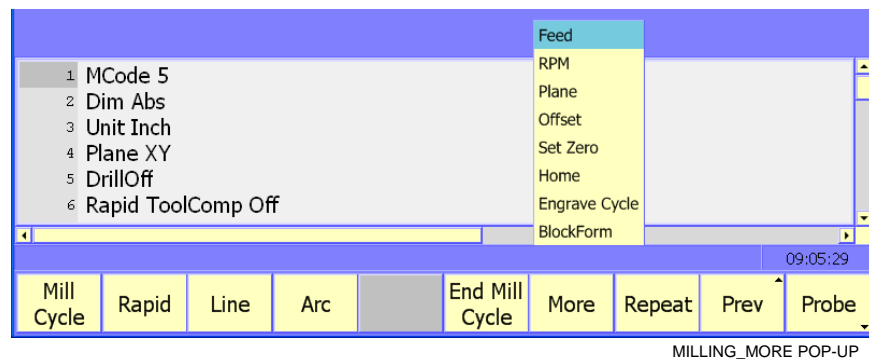 Feed
RPM
Plane
Offset
Set Zero
Home
Engrave Cycle
BlockForm
1 MCode 5
2 Dim Abs
3 Unit Inch
4 Plane XY
5 DrillOff
6 Rapid ToolComp Off
09:05:29
Mill Cycle
Rapid
Line
Arc
End Mill Cycle
More
Repeat
Prev
Probe
MILLING_MORE POP-UP